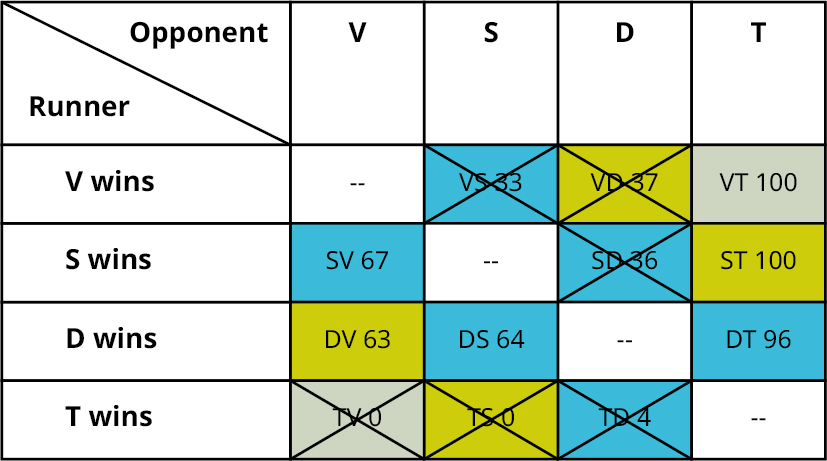 Opponent V S D T
Runner
V wins -- VS 33 VD 37 VT 100
S wins SV 67 -- SD 36 ST 100
D wins DV 63 DS 64 -- DT 96
T wins TV 0 TS 0 TD 4 --